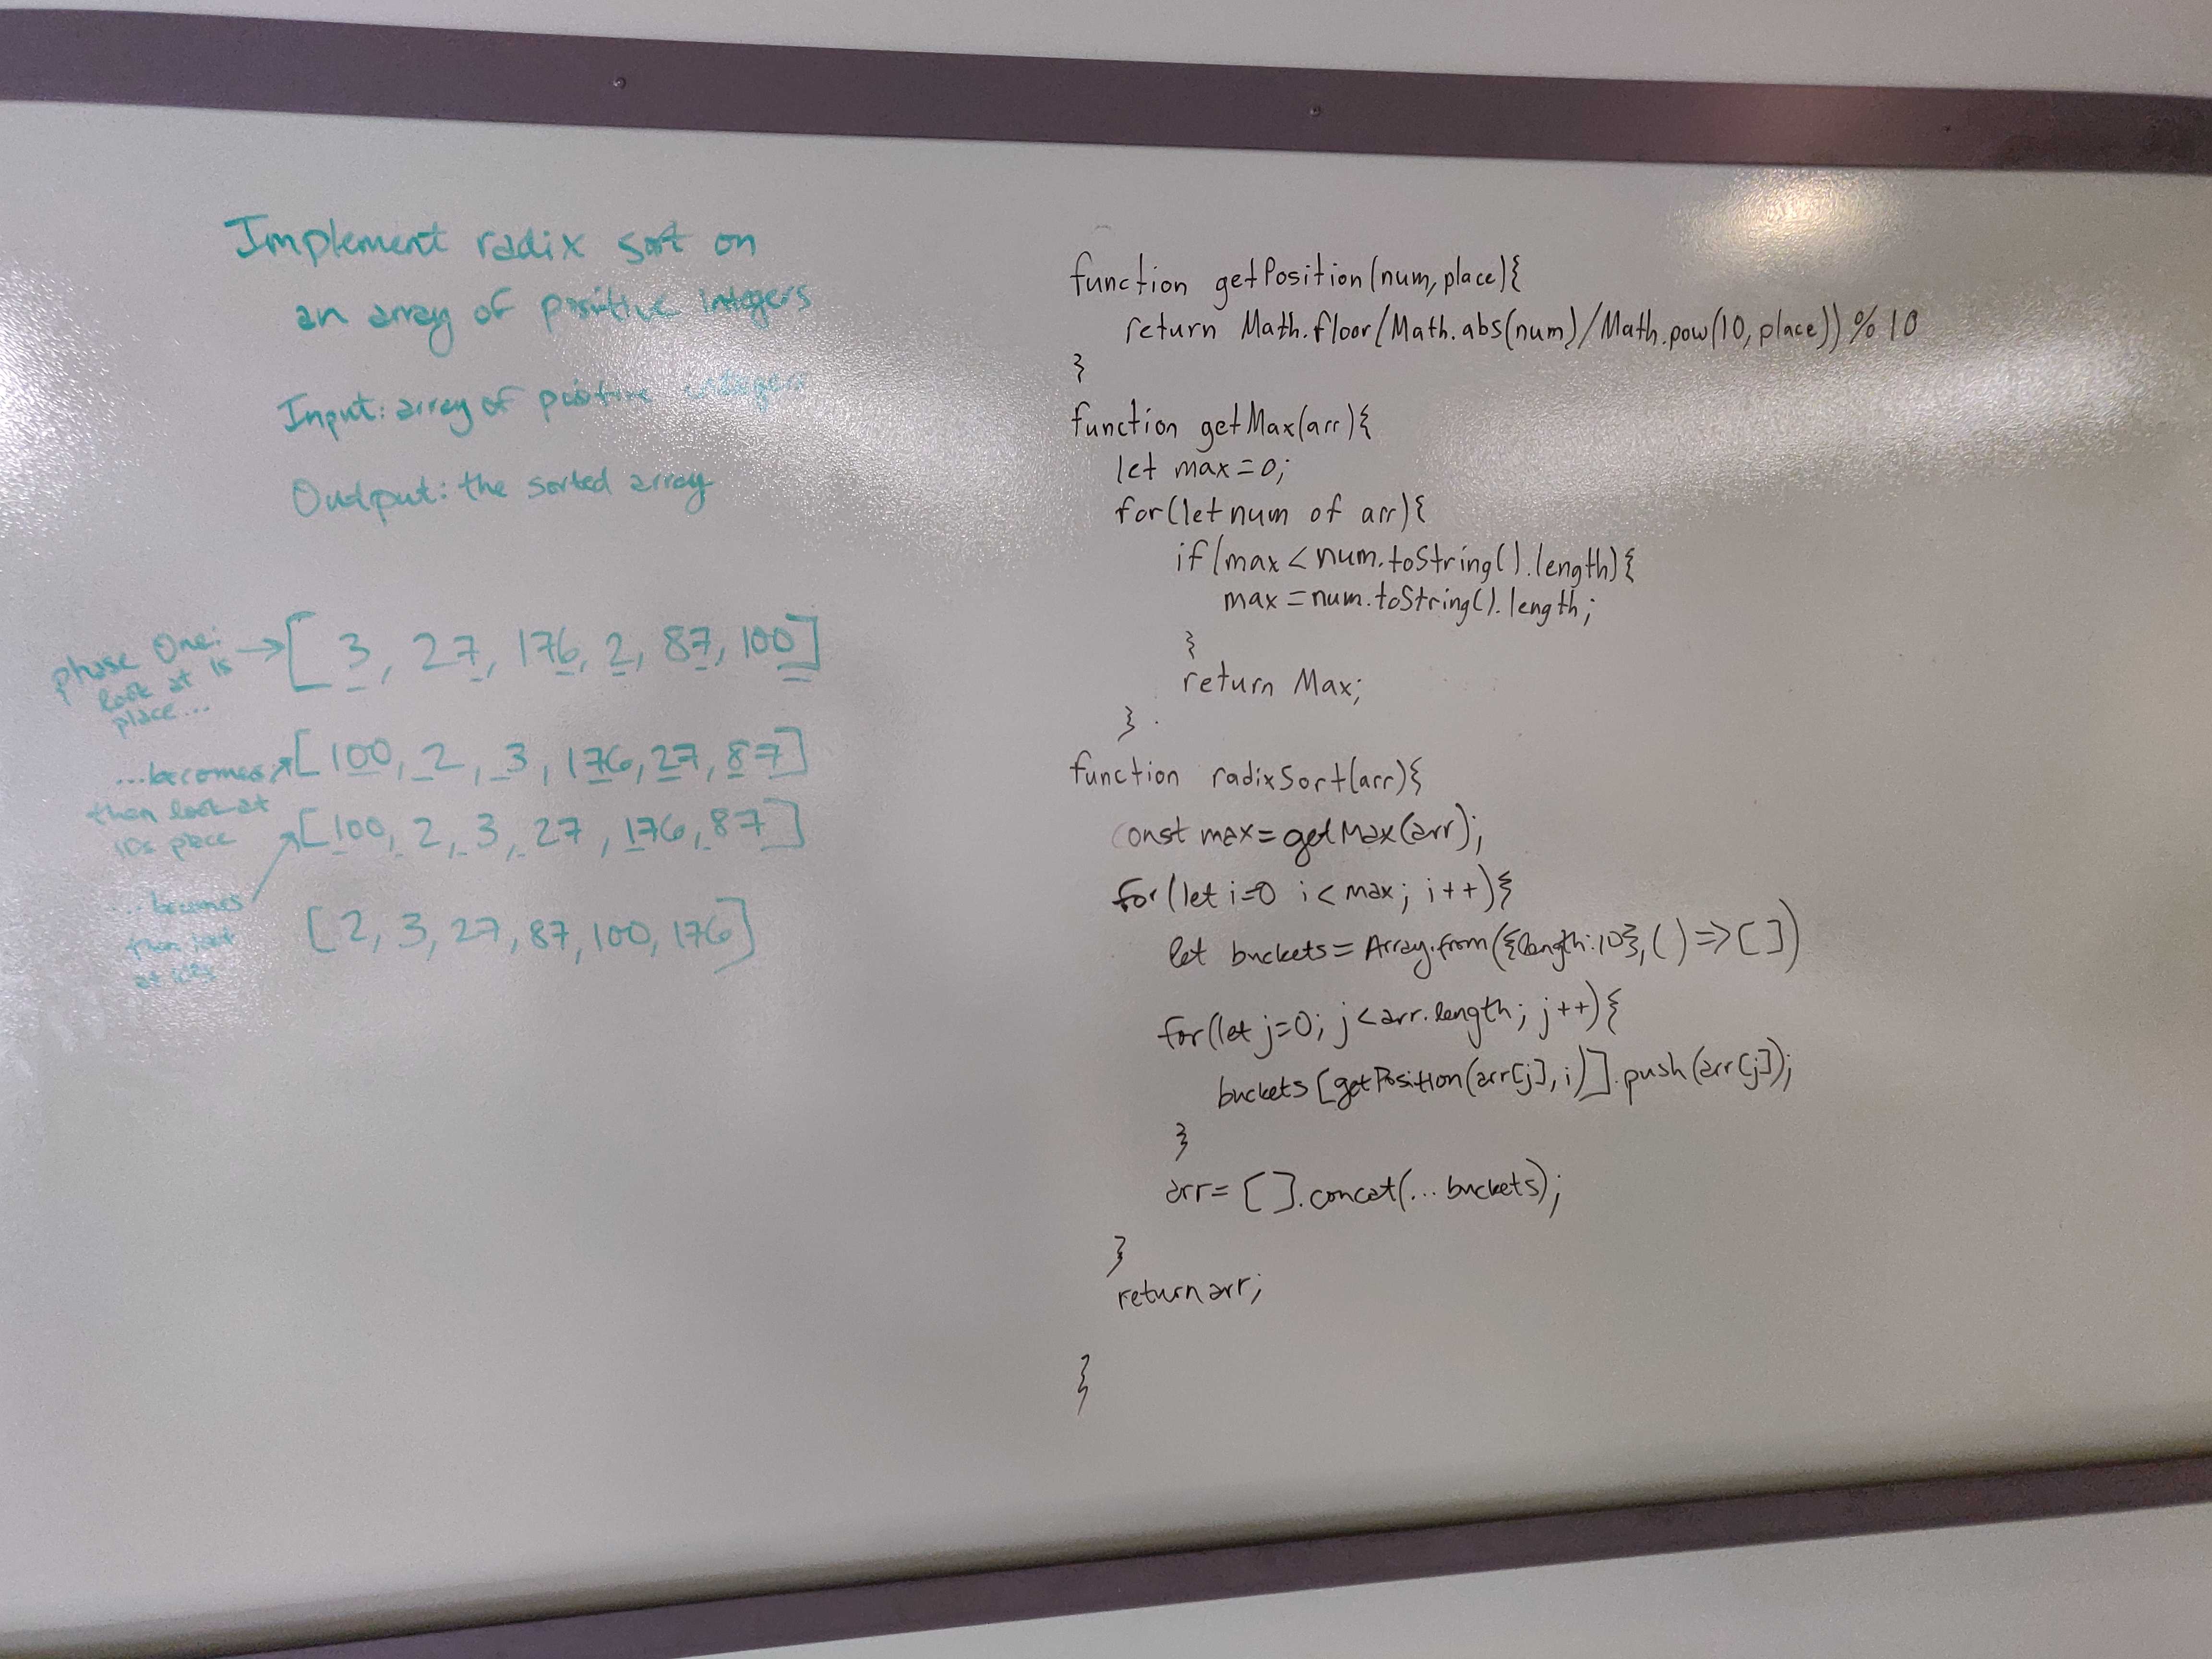 Implement radix sort on
an array of positive integers
Input: array of positive integers
Output: the sorted array
phase One:
look at 1s
place...
→[ 3, 27, 176, 2, 87, 100]
...becomes
[100, 2, 3, 176, 27, 87]
then look at
10s place
[100, 2, 3, 27, 176, 87]
...becomes
then look
at 100s
[2, 3, 27, 87, 100, 176]
function getPosition(num, place){
return Math.floor(Math.abs(num)/Math.pow(10, place)) % 10
}
function getMax(arr){
let max = 0;
for(let num of arr){
if(max < num.toString().length){
max = num.toString().length;
}
return Max;
}
function radixSort(arr){
const max = getMax(arr);
for(let i=0 i < max; i++){
let buckets = Array.from({length:10}, () => [])
for(let j=0; j < arr.length; j++){
buckets[getPosition(arr[j], i)].push(arr[j]);
}
arr = [].concat(...buckets);
}
return arr;
}